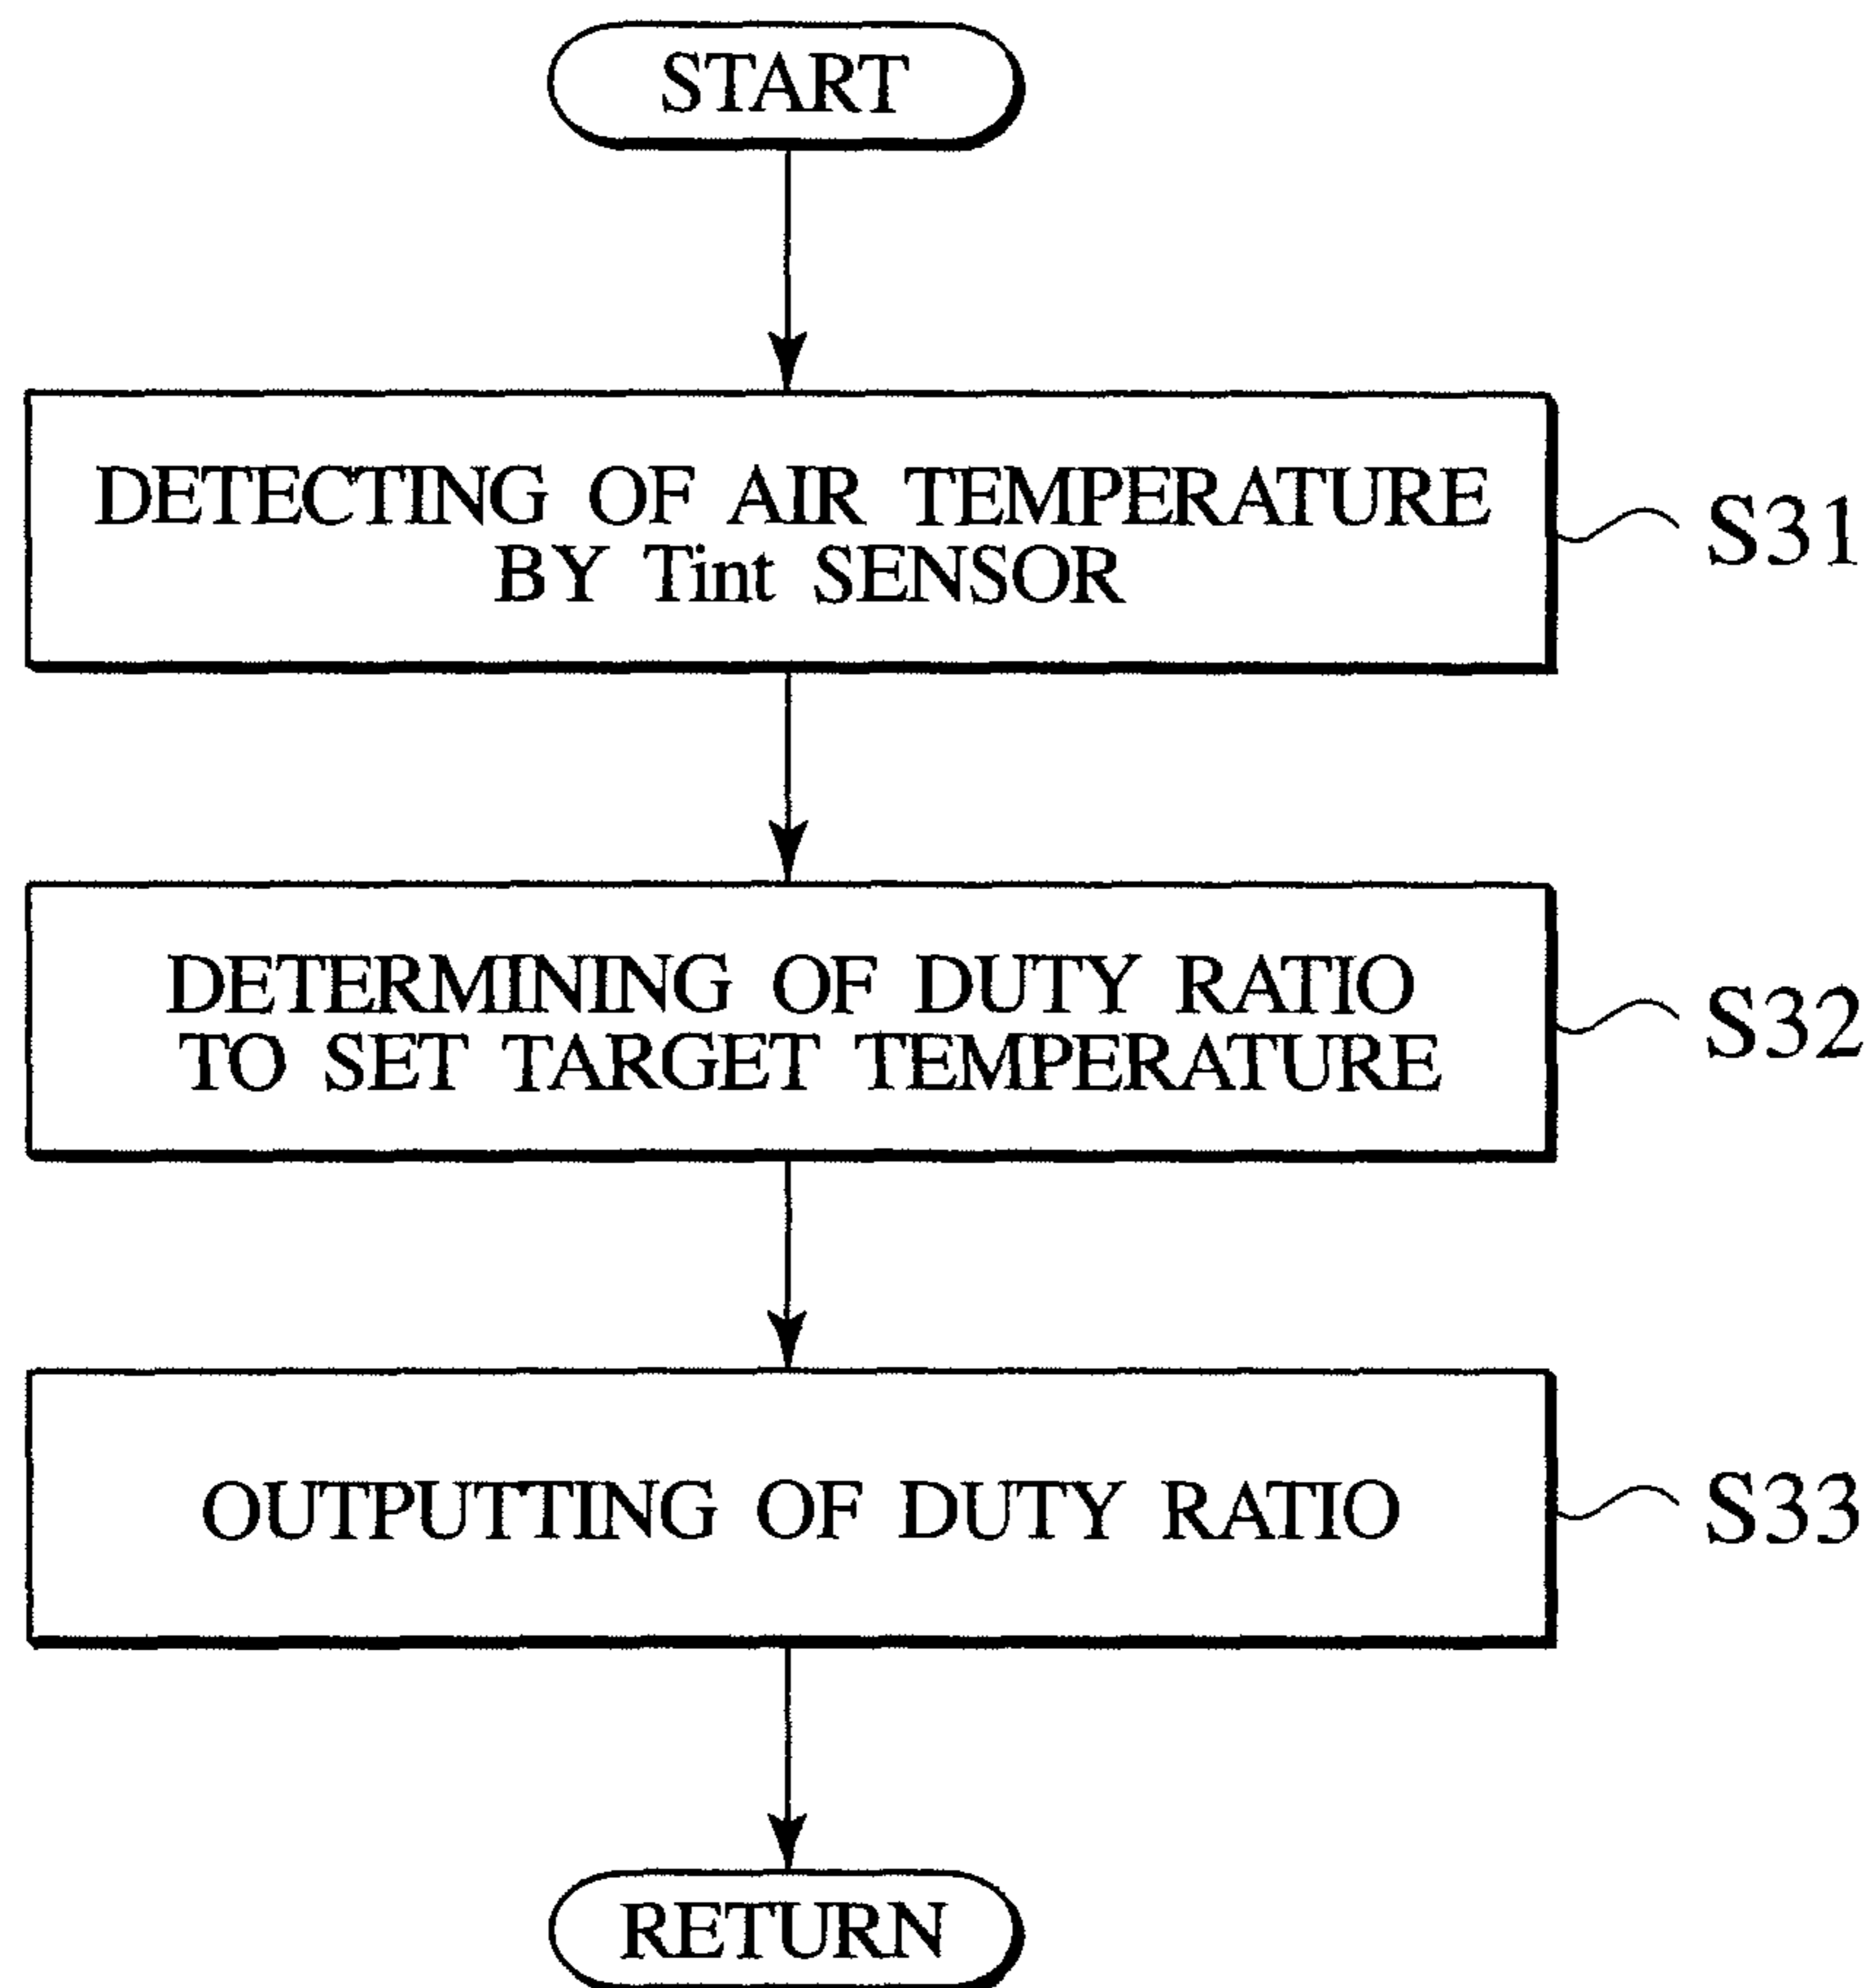 START
DETECTING OF AIR TEMPERATURE
BY Tint SENSOR
S31
DETERMINING OF DUTY RATIO
TO SET TARGET TEMPERATURE
S32
OUTPUTTING OF DUTY RATIO
S33
RETURN